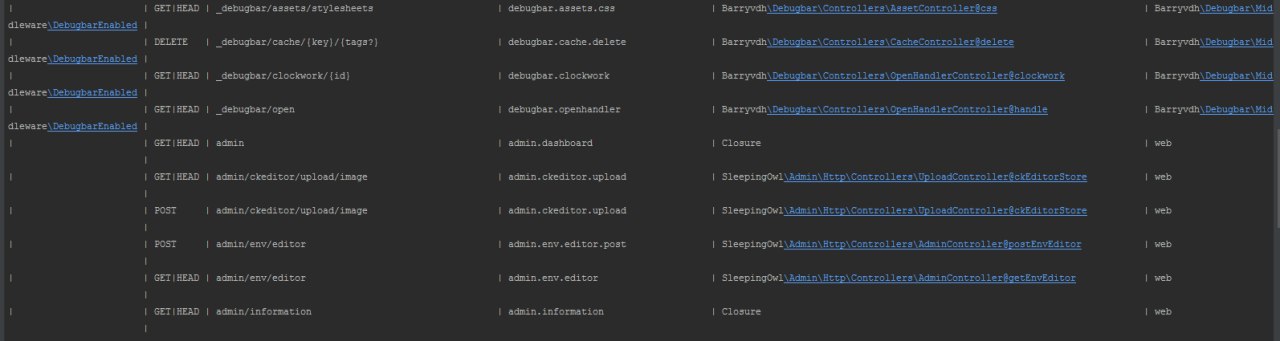 | | GET|HEAD | _debugbar/assets/stylesheets | debugbar.assets.css | Barryvdh\Debugbar\Controllers\AssetController@css | Barryvdh\Debugbar\Mid
dleware\DebugbarEnabled |
| | DELETE | _debugbar/cache/{key}/{tags?} | debugbar.cache.delete | Barryvdh\Debugbar\Controllers\CacheController@delete | Barryvdh\Debugbar\Mid
dleware\DebugbarEnabled |
| | GET|HEAD | _debugbar/clockwork/{id} | debugbar.clockwork | Barryvdh\Debugbar\Controllers\OpenHandlerController@clockwork | Barryvdh\Debugbar\Mid
dleware\DebugbarEnabled |
| | GET|HEAD | _debugbar/open | debugbar.openhandler | Barryvdh\Debugbar\Controllers\OpenHandlerController@handle | Barryvdh\Debugbar\Mid
dleware\DebugbarEnabled |
| | GET|HEAD | admin | admin.dashboard | Closure | web
|
| | GET|HEAD | admin/ckeditor/upload/image | admin.ckeditor.upload | SleepingOwl\Admin\Http\Controllers\UploadController@ckEditorStore | web
|
| | POST | admin/ckeditor/upload/image | admin.ckeditor.upload | SleepingOwl\Admin\Http\Controllers\UploadController@ckEditorStore | web
|
| | POST | admin/env/editor | admin.env.editor.post | SleepingOwl\Admin\Http\Controllers\AdminController@postEnvEditor | web
|
| | GET|HEAD | admin/env/editor | admin.env.editor | SleepingOwl\Admin\Http\Controllers\AdminController@getEnvEditor | web
|
| | GET|HEAD | admin/information | admin.information | Closure | web
|